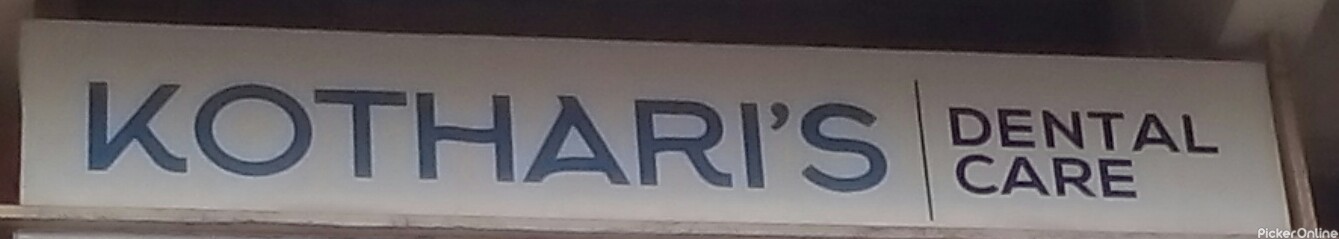 KOTHARI'S
DENTAL
CARE
PickerOnline